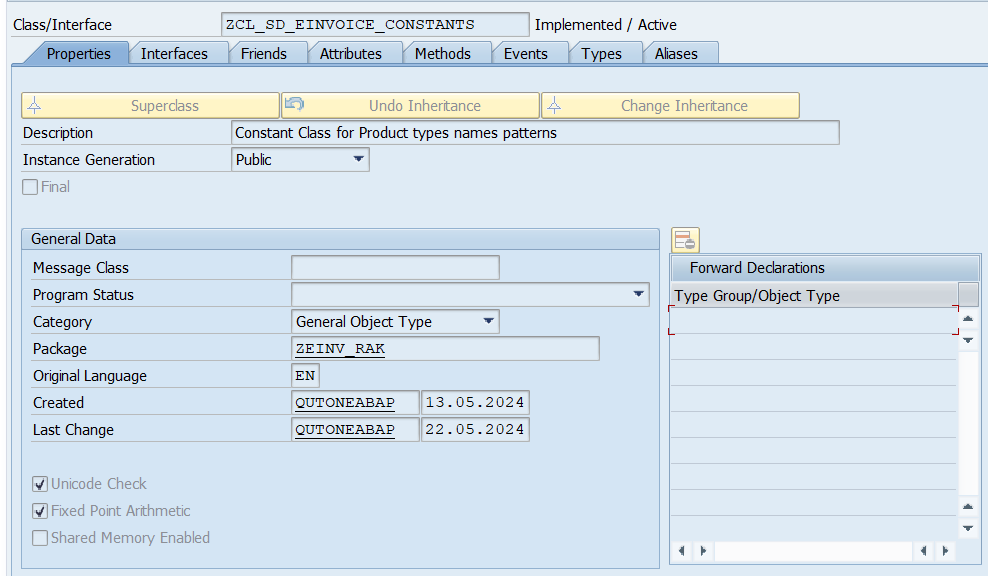 Class/Interface ZCL_SD_EINVOICE_CONSTANTS Implemented / Active
Properties Interfaces Friends Attributes Methods Events Types Aliases
Superclass Undo Inheritance Change Inheritance
Description Constant Class for Product types names patterns
Instance Generation Public
Final
General Data
Message Class
Program Status
Category General Object Type
Package ZEINV_RAK
Original Language EN
Created QUTONEABAP 13.05.2024
Last Change QUTONEABAP 22.05.2024
Unicode Check
Fixed Point Arithmetic
Shared Memory Enabled
Forward Declarations
Type Group/Object Type